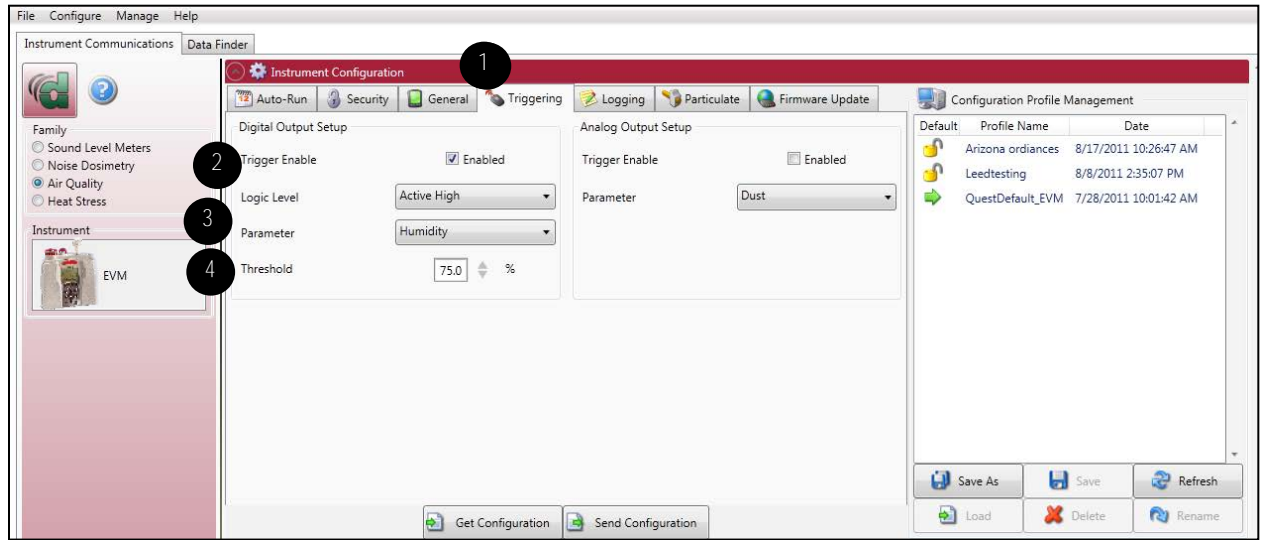 File Configure Manage Help
Instrument Communications Data Finder
1
Instrument Configuration
12 Auto-Run Security General Triggering Logging Particulate Firmware Update
Configuration Profile Management
Family
Sound Level Meters
Noise Dosimetry
Air Quality
Heat Stress
Instrument
EVM
Digital Output Setup
2
Trigger Enable Enabled
Logic Level Active High
3
Parameter Humidity
4
Threshold 75.0 %
Analog Output Setup
Trigger Enable Enabled
Parameter Dust
Default Profile Name Date
Arizona ordiances 8/17/2011 10:26:47 AM
Leedtesting 8/8/2011 2:35:07 PM
QuestDefault_EVM 7/28/2011 10:01:42 AM
Save As Save Refresh
Load Delete Rename
Get Configuration Send Configuration